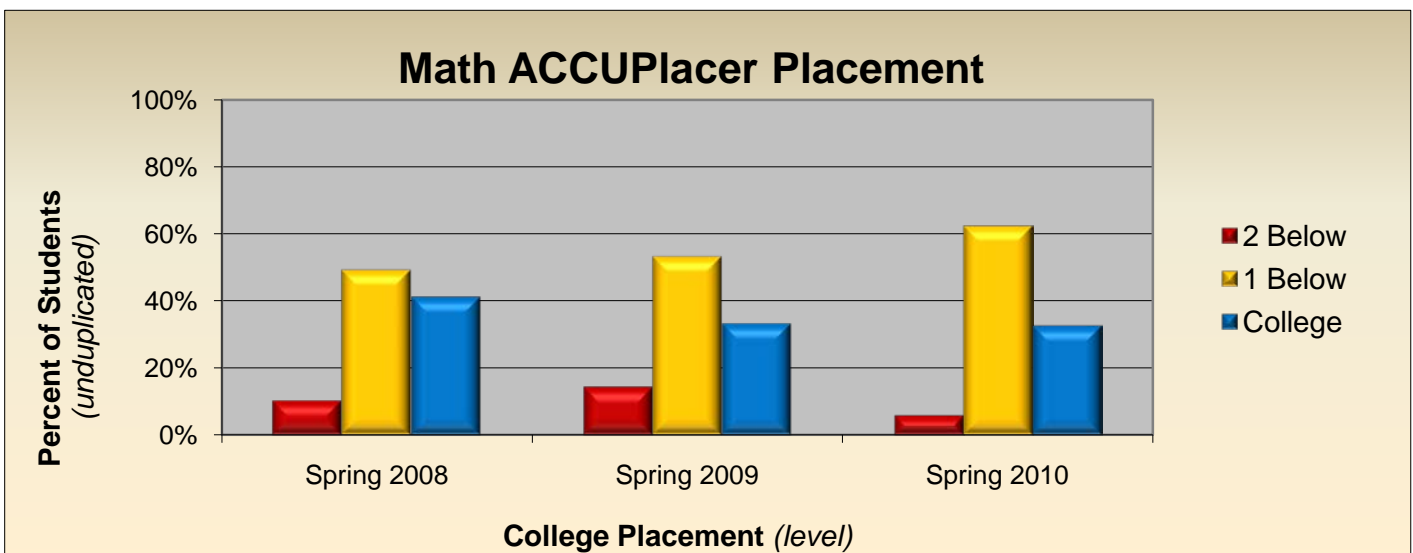 Math ACCUPlacer Placement
100%
80%
60%
40%
20%
0%
Percent of Students
(unduplicated)
Spring 2008
Spring 2009
Spring 2010
College Placement (level)
2 Below
1 Below
College